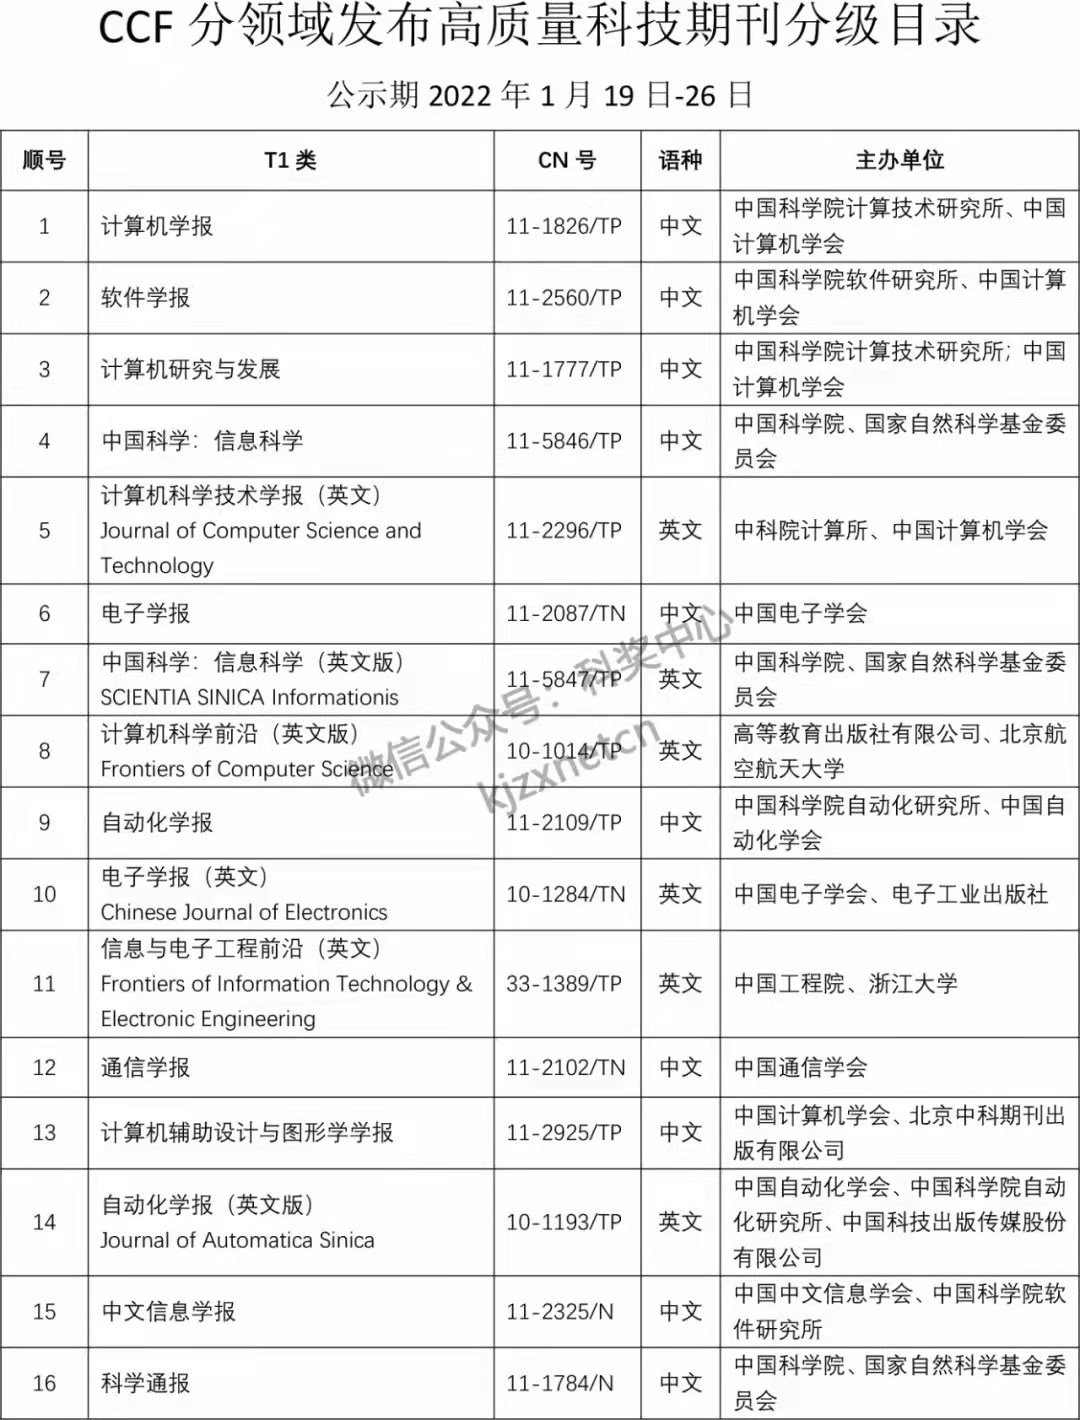 CCF 分领域发布高质量科技期刊分级目录
公示期 2022 年 1 月 19 日-26 日
顺号 T1 类 CN 号 语种 主办单位
1 计算机学报 11-1826/TP 中文 中国科学院计算技术研究所、中国
计算机学会
2 软件学报 11-2560/TP 中文 中国科学院软件研究所、中国计算
机学会
3 计算机研究与发展 11-1777/TP 中文 中国科学院计算技术研究所；中国
计算机学会
4 中国科学：信息科学 11-5846/TP 中文 中国科学院、国家自然科学基金委
员会
计算机科学技术学报（英文）
5 Journal of Computer Science and 11-2296/TP 英文 中科院计算所、中国计算机学会
Technology
6 电子学报 11-2087/TN 中文 中国电子学会
7 中国科学：信息科学（英文版） 11-5847/TP 英文 中国科学院、国家自然科学基金委
SCIENTIA SINICA Informationis 员会
8 计算机科学前沿（英文版） 10-1014/TP 英文 高等教育出版社有限公司、北京航
Frontiers of Computer Science 空航天大学
9 自动化学报 11-2109/TP 中文 中国科学院自动化研究所、中国自
动化学会
10 电子学报（英文） 10-1284/TN 英文 中国电子学会、电子工业出版社
Chinese Journal of Electronics
信息与电子工程前沿（英文）
11 Frontiers of Information Technology & 33-1389/TP 英文 中国工程院、浙江大学
Electronic Engineering
12 通信学报 11-2102/TN 中文 中国通信学会
13 计算机辅助设计与图形学学报 11-2925/TP 中文 中国计算机学会、北京中科期刊出
版有限公司
14 自动化学报（英文版） 10-1193/TP 英文 中国自动化学会、中国科学院自动
Journal of Automatica Sinica 化研究所、中国科技出版传媒股份
有限公司
15 中文信息学报 11-2325/N 中文 中国中文信息学会、中国科学院软
件研究所
16 科学通报 11-1784/N 中文 中国科学院、国家自然科学基金委
员会
微信公众号：科奖中心
kjzxnetcn